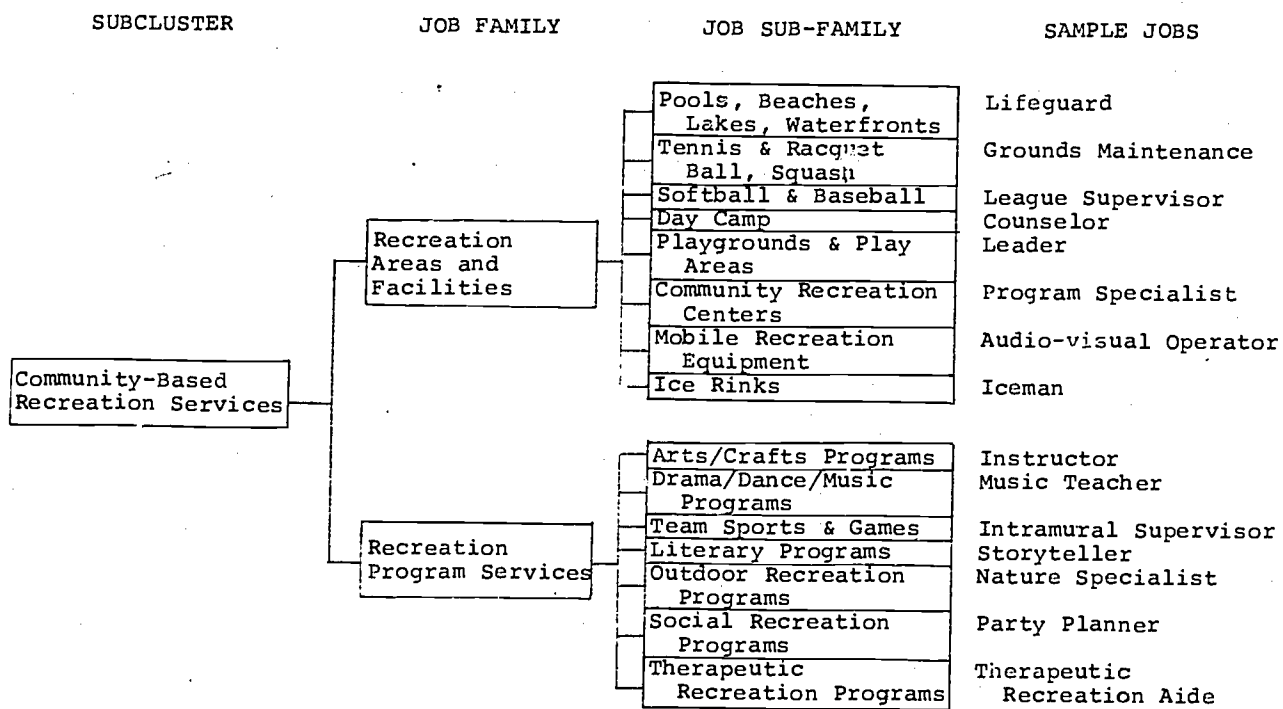 SUBCLUSTER JOB FAMILY JOB SUB-FAMILY SAMPLE JOBS
Pools, Beaches, Lifeguard
Lakes, Waterfronts
Tennis & Racquet Grounds Maintenance
Ball, Squash
Softball & Baseball League Supervisor
Day Camp Counselor
Recreation
Areas and
Facilities
Playgrounds & Play Leader
Areas
Community Recreation Program Specialist
Centers
Mobile Recreation Audio-visual Operator
Equipment
Ice Rinks Iceman
Community-Based
Recreation Services
Arts/Crafts Programs Instructor
Drama/Dance/Music Music Teacher
Programs
Team Sports & Games Intramural Supervisor
Literary Programs Storyteller
Recreation
Program Services
Outdoor Recreation Nature Specialist
Programs
Social Recreation Party Planner
Programs
Therapeutic Therapeutic
Recreation Programs Recreation Aide